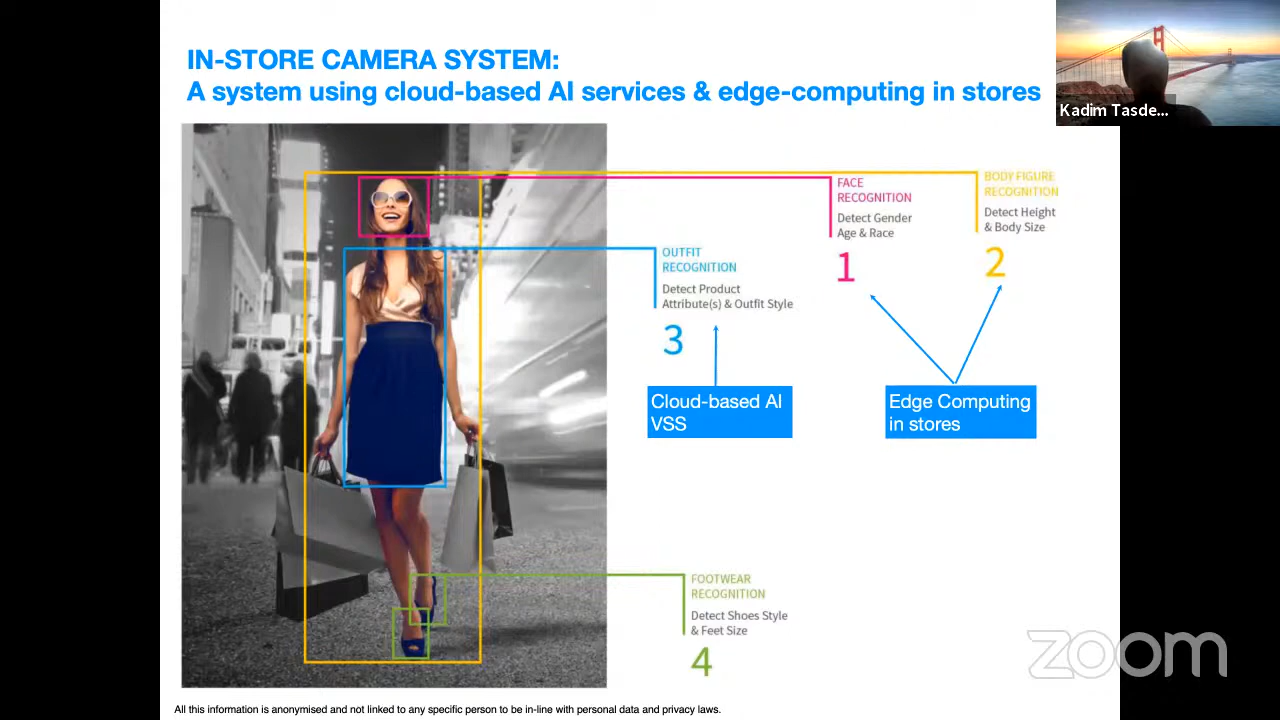 IN-STORE CAMERA SYSTEM:
A system using cloud-based AI services & edge-computing in stores
Kadim Tasde...
FACE
RECOGNITION
Detect Gender
Age & Race
1
BODY FIGURE
RECOGNITION
Detect Height
& Body Size
2
OUTFIT
RECOGNITION
Detect Product
Attribute(s) & Outfit Style
3
Cloud-based AI
VSS
Edge Computing
in stores
FOOTWEAR
RECOGNITION
Detect Shoes Style
& Feet Size
4
zoom
All this information is anonymised and not linked to any specific person to be in-line with personal data and privacy laws.